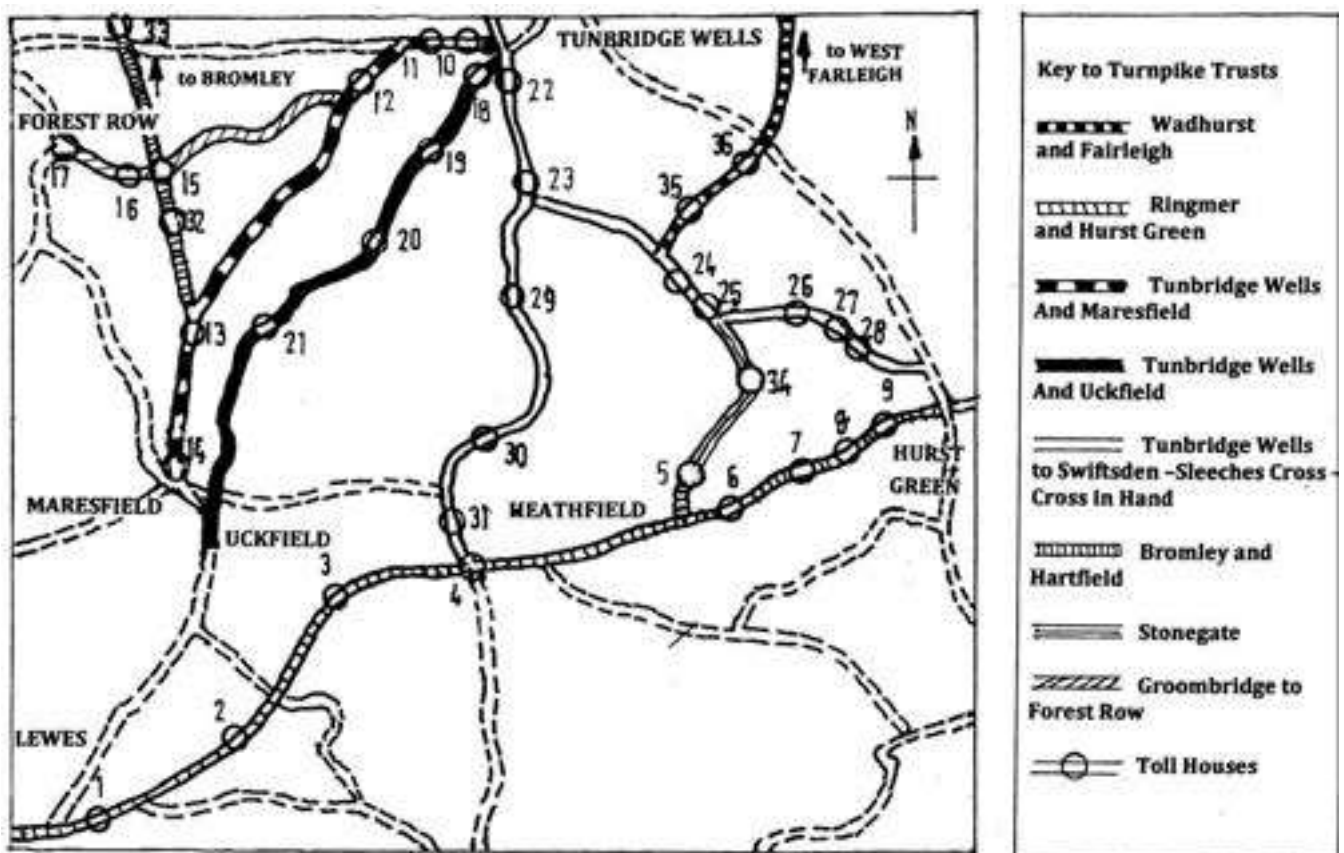 33
TUNBRIDGE WELLS
to WEST
FARLEIGH
11
10
to BROMLEY
12
18
22
FOREST ROW
N
17
16
15
19
36
23
35
32
20
24
25
26
27
28
29
13
21
34
9
8
14
30
5
7
HURST
GREEN
6
MARESFIELD
31
HEATHFIELD
UCKFIELD
3
4
2
LEWES
1
Key to Turnpike Trusts
Wadhurst
and Fairleigh
Ringmer
and Hurst Green
Tunbridge Wells
And Maresfield
Tunbridge Wells
And Uckfield
Tunbridge Wells
to Swiftsden –Sleeches Cross –
Cross in Hand
Bromley and
Hartfield
Stonegate
Groombridge to
Forest Row
Toll Houses